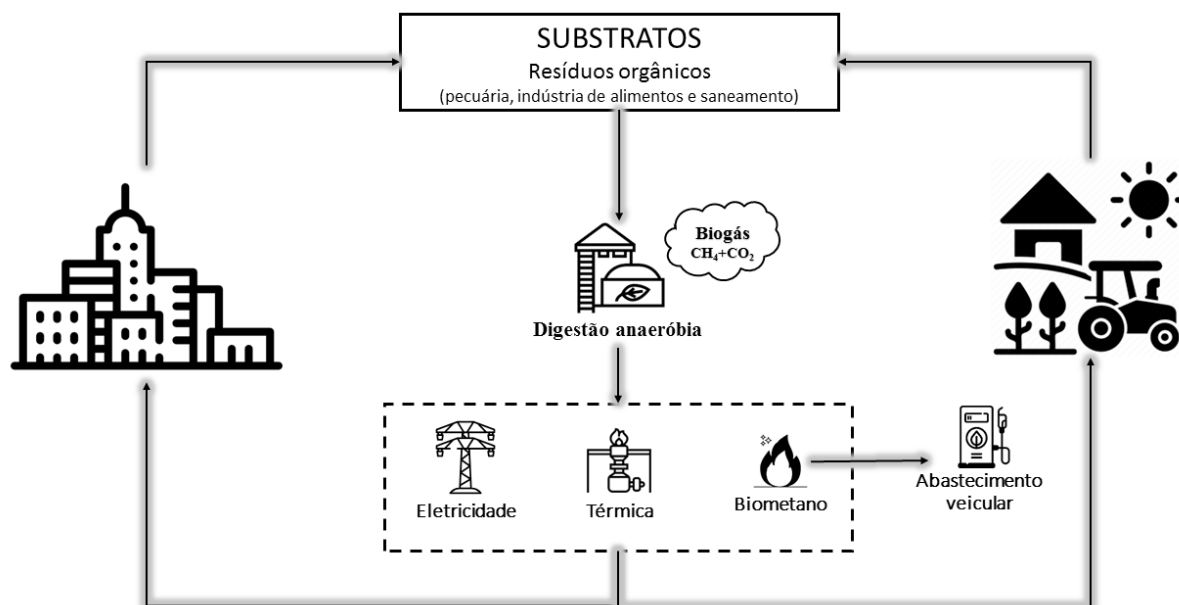 SUBSTRATOS
Resíduos orgânicos
(pecuária, indústria de alimentos e saneamento)
Biogás
CH₄+CO₂
Digestão anaeróbia
Eletricidade
Térmica
Biometano
Abastecimento
veicular